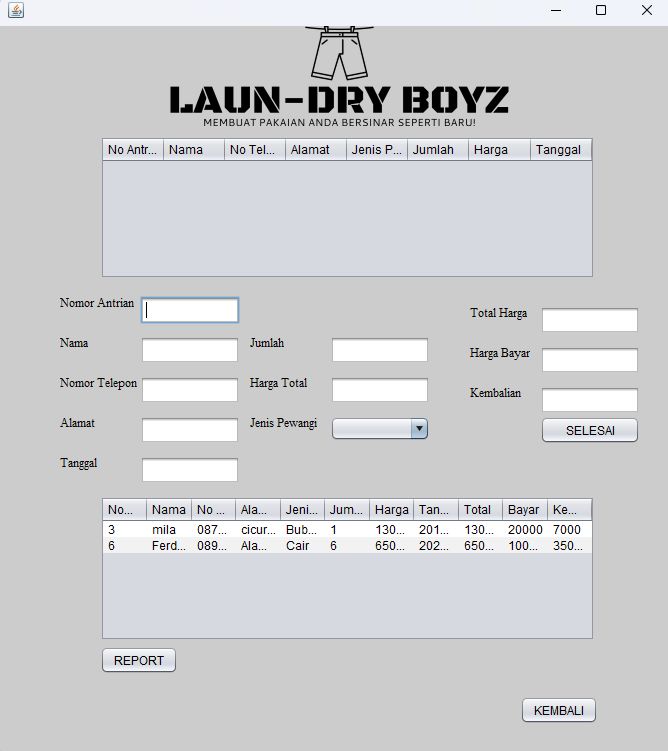 LAUN-DRY BOYZ
MEMBUAT PAKAIAN ANDA BERSINAR SEPERTI BARU!
No Antr... Nama No Tel... Alamat Jenis P... Jumlah Harga Tanggal
Nomor Antrian
Total Harga
Nama Jumlah
Harga Bayar
Nomor Telepon Harga Total
Kembalian
Alamat Jenis Pewangi
SELESAI
Tanggal
No... Nama No ... Ala... Jeni... Jum... Harga Tan... Total Bayar Ke...
3 mila 087... cicur... Bub... 1 130... 201... 130... 20000 7000
6 Ferd... 089... Ala... Cair 6 650... 202... 650... 100... 350...
REPORT
KEMBALI